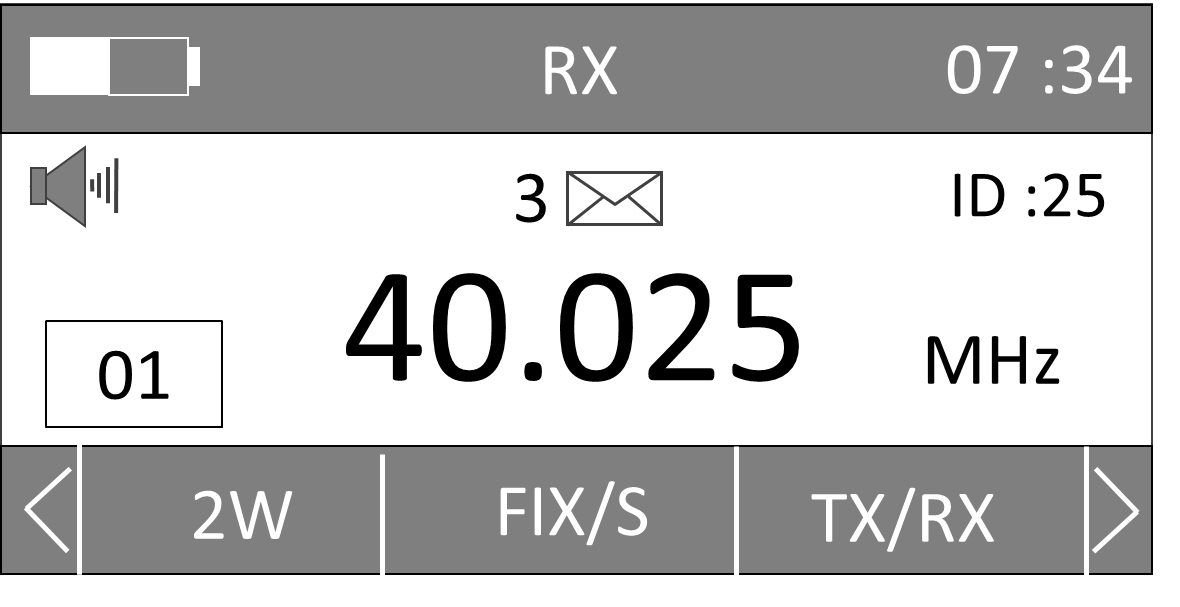 RX 07 :34
3 ID :25
01 40.025 MHz
2W FIX/S TX/RX